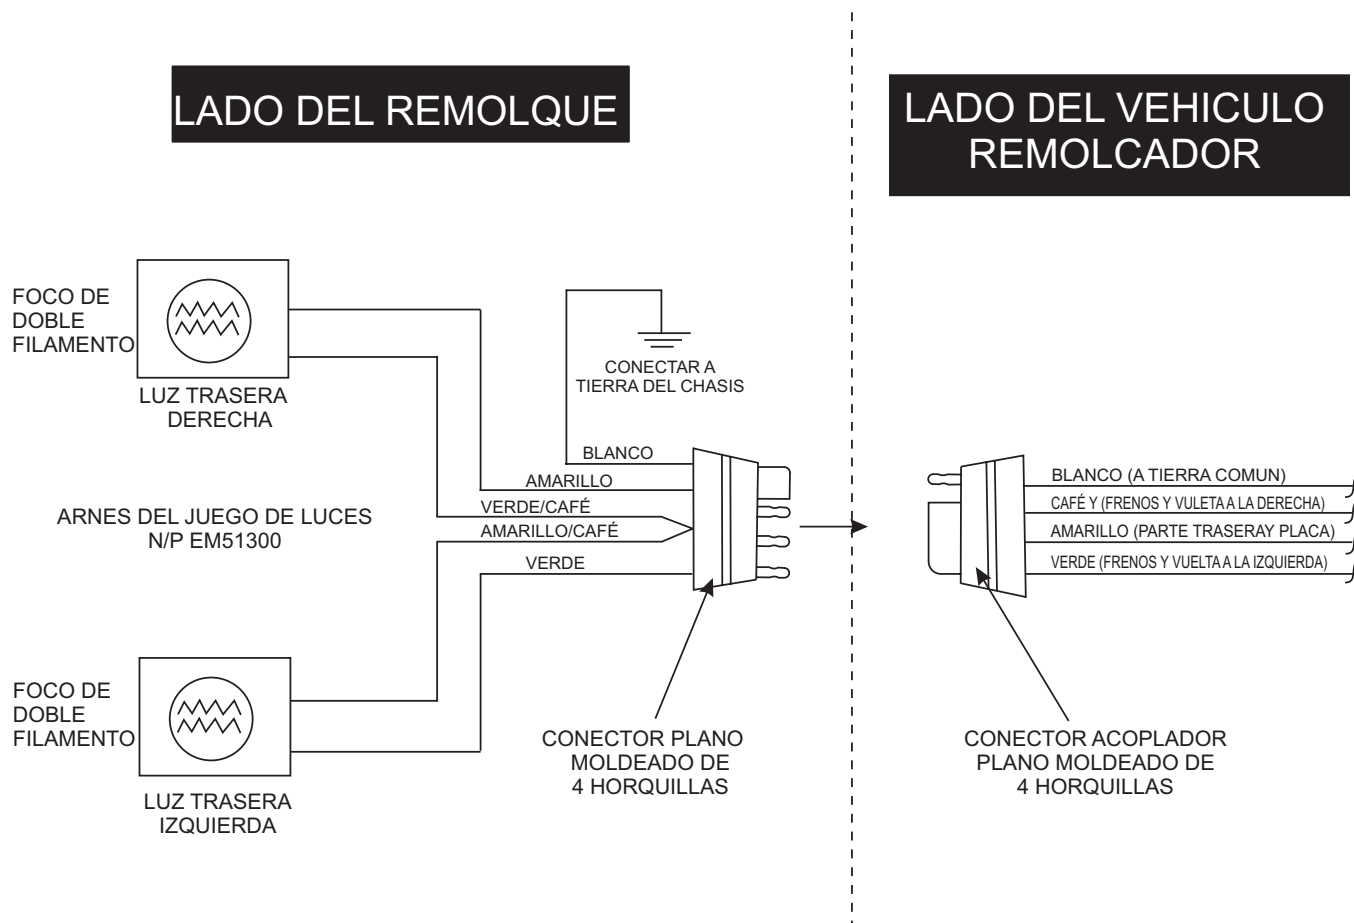 LADO DEL REMOLQUE
LADO DEL VEHICULO
REMOLCADOR
FOCO DE
DOBLE
FILAMENTO
LUZ TRASERA
DERECHA
CONECTAR A
TIERRA DEL CHASIS
BLANCO
AMARILLO
VERDE/CAFÉ
AMARILLO/CAFÉ
VERDE
ARNES DEL JUEGO DE LUCES
N/P EM51300
BLANCO (A TIERRA COMUN)
CAFÉ Y (FRENOS Y VULETA A LA DERECHA)
AMARILLO (PARTE TRASERAY PLACA)
VERDE (FRENOS Y VUELTA A LA IZQUIERDA)
FOCO DE
DOBLE
FILAMENTO
LUZ TRASERA
IZQUIERDA
CONECTOR PLANO
MOLDEADO DE
4 HORQUILLAS
CONECTOR ACOPLADOR
PLANO MOLDEADO DE
4 HORQUILLAS